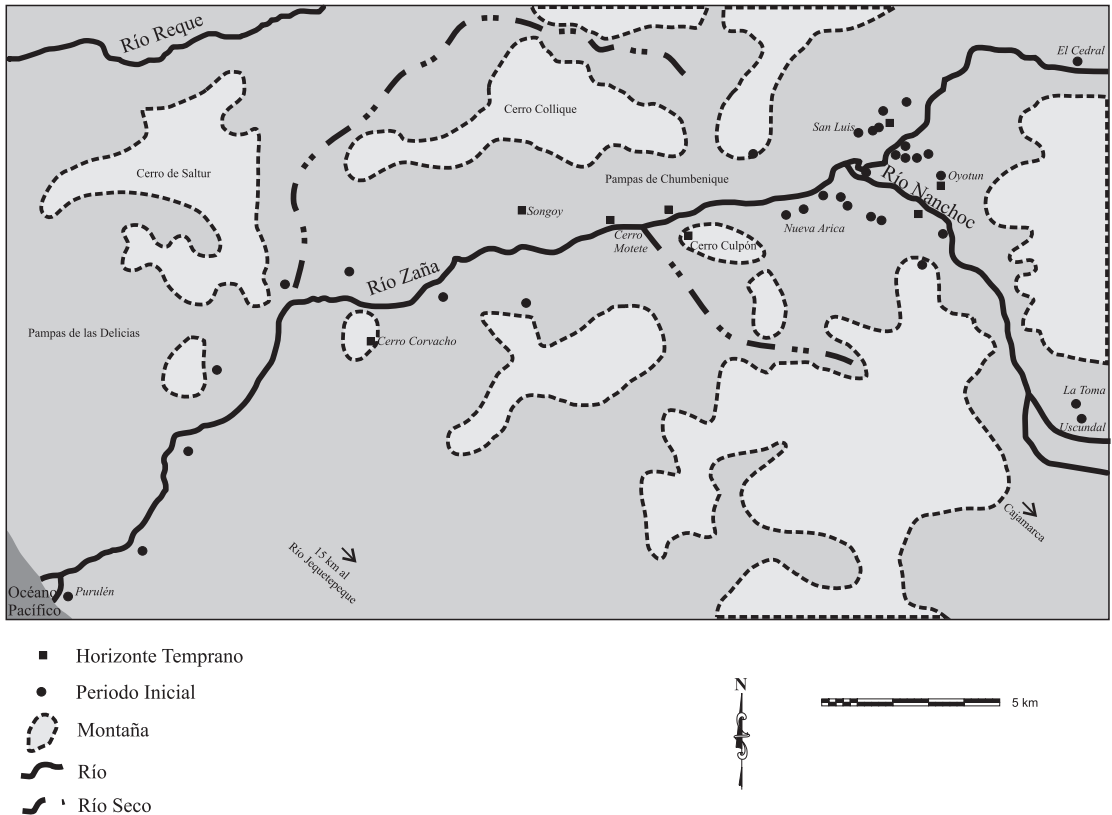 Río Reque
El Cedral
Cerro Collique
San Luis
Cerro de Saltur
Pampas de Chumbenique
Oyotun
Río Nanchoc
Songoy
Nueva Arica
Cerro
Motete
Cerro Culpón
Río Zaña
Pampas de las Delicias
Cerro Corvacho
La Toma
Uscundal
Cajamarca
15 km al
Río Jequetepeque
Océano
Pacífico
Purulén
Horizonte Temprano
Periodo Inicial
Montaña
Río
Río Seco
N
5 km